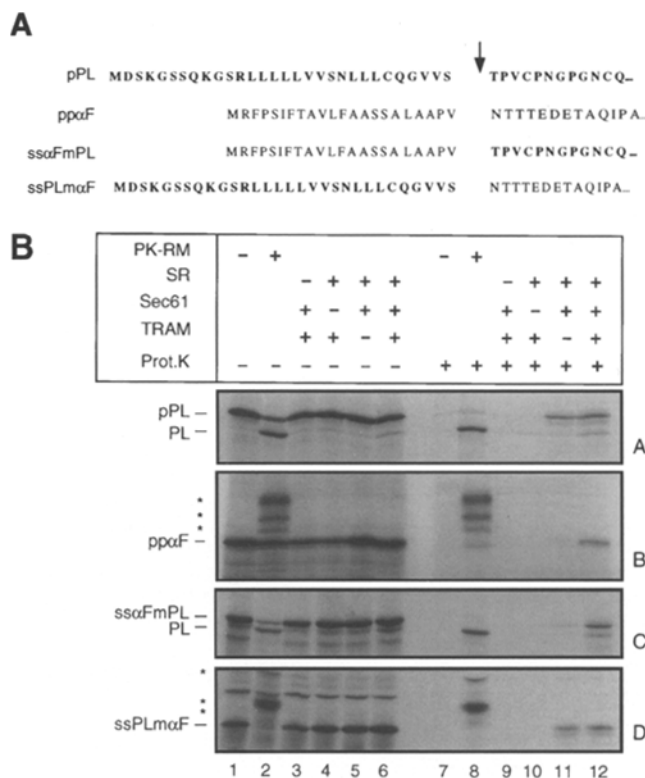 A
pPL MDSKGSSQKGSRLLLLLVVSNLLLCQGVVS TPVCPNGPGNCQ...
ppαF MRFPSIFTAVLFAASSALAAPV NTTTEDETAQIPA...
ssαFmPL MRFPSIFTAVLFAASSALAAPV TPVCPNGPGNCQ...
ssPLmαF MDSKGSSQKGSRLLLLLVVSNLLLCQGVVS NTTTEDETAQIPA...
B
PK-RM – + – +
SR – + + + – + + +
Sec61 + – + + + – + +
TRAM + + – + + + – +
Prot.K – – – – – – + + + + + +
pPL –
PL –
A
*
*
*
ppαF –
B
ssαFmPL –
PL –
C
*
*
*
ssPLmαF –
D
1 2 3 4 5 6 7 8 9 10 11 12